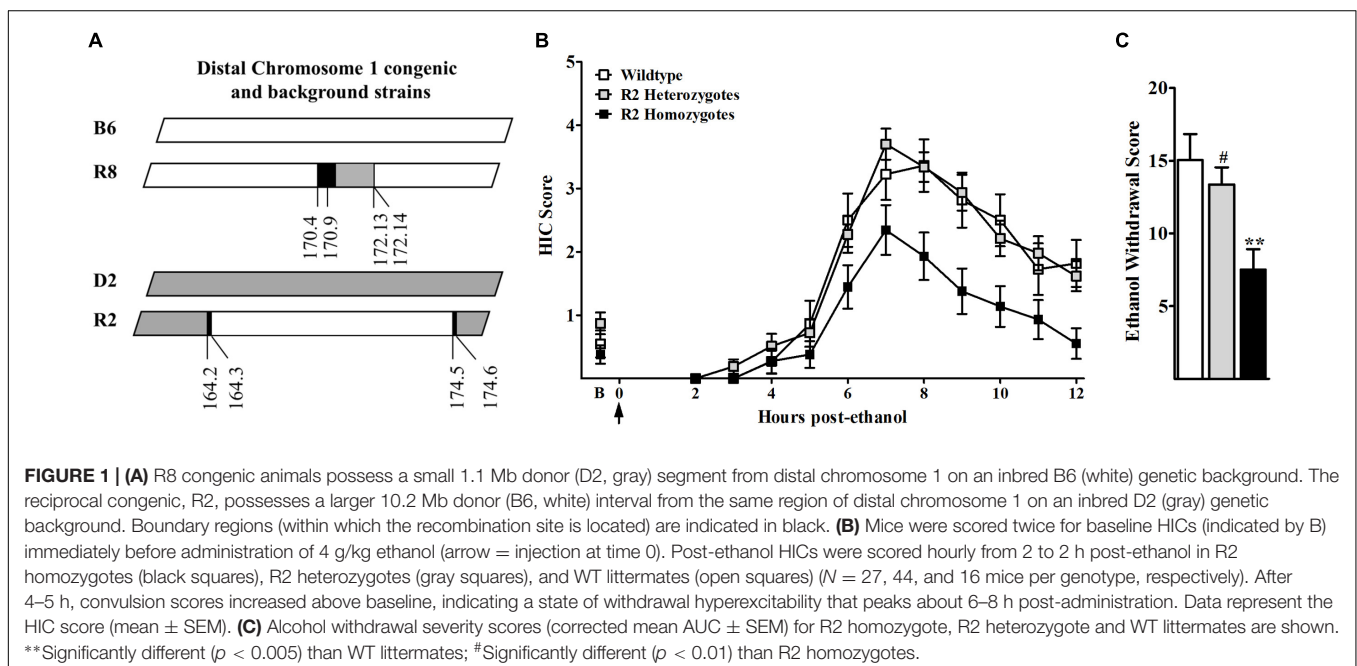 A
Distal Chromosome 1 congenic
and background strains
B6
R8
170.4
170.9
172.13
172.14
D2
R2
164.2
164.3
174.5
174.6
B
Wildtype
R2 Heterozygotes
R2 Homozygotes
HIC Score
5
4
3
2
1
B
0
2
4
6
8
10
12
Hours post-ethanol
C
Ethanol Withdrawal Score
20
15
10
5
#
**
FIGURE 1 | (A) R8 congenic animals possess a small 1.1 Mb donor (D2, gray) segment from distal chromosome 1 on an inbred B6 (white) genetic background. The
reciprocal congenic, R2, possesses a larger 10.2 Mb donor (B6, white) interval from the same region of distal chromosome 1 on an inbred D2 (gray) genetic
background. Boundary regions (within which the recombination site is located) are indicated in black. (B) Mice were scored twice for baseline HICs (indicated by B)
immediately before administration of 4 g/kg ethanol (arrow = injection at time 0). Post-ethanol HICs were scored hourly from 2 to 2 h post-ethanol in R2
homozygotes (black squares), R2 heterozygotes (gray squares), and WT littermates (open squares) (N = 27, 44, and 16 mice per genotype, respectively). After
4–5 h, convulsion scores increased above baseline, indicating a state of withdrawal hyperexcitability that peaks about 6–8 h post-administration. Data represent the
HIC score (mean ± SEM). (C) Alcohol withdrawal severity scores (corrected mean AUC ± SEM) for R2 homozygote, R2 heterozygote and WT littermates are shown.
**Significantly different (p < 0.005) than WT littermates; #Significantly different (p < 0.01) than R2 homozygotes.